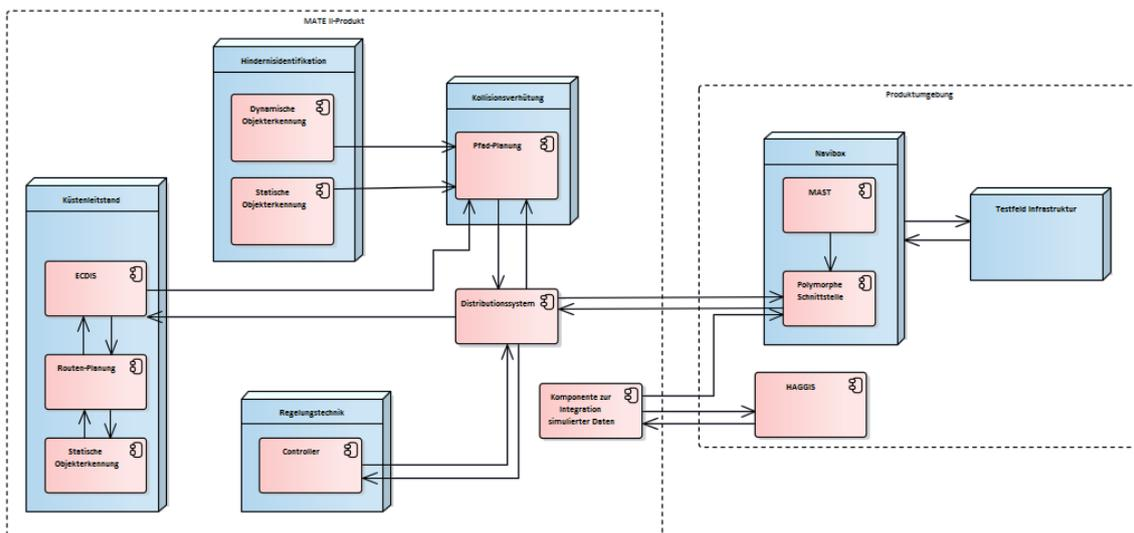 MATE II-Produkt
Hindernisidentifikation
Dynamische
Objekterkennung
Statische
Objekterkennung
Kollisionsverhütung
Pfad-Planung
Küstenleitstand
ECDIS
Routen-Planung
Statische
Objekterkennung
Distributionssystem
Regelungstechnik
Controller
Komponente zur
Integration
simulierter Daten
Produktumgebung
Navibox
MAST
Polymorphe
Schnittstelle
Testfeld Infrastruktur
HAGGIS